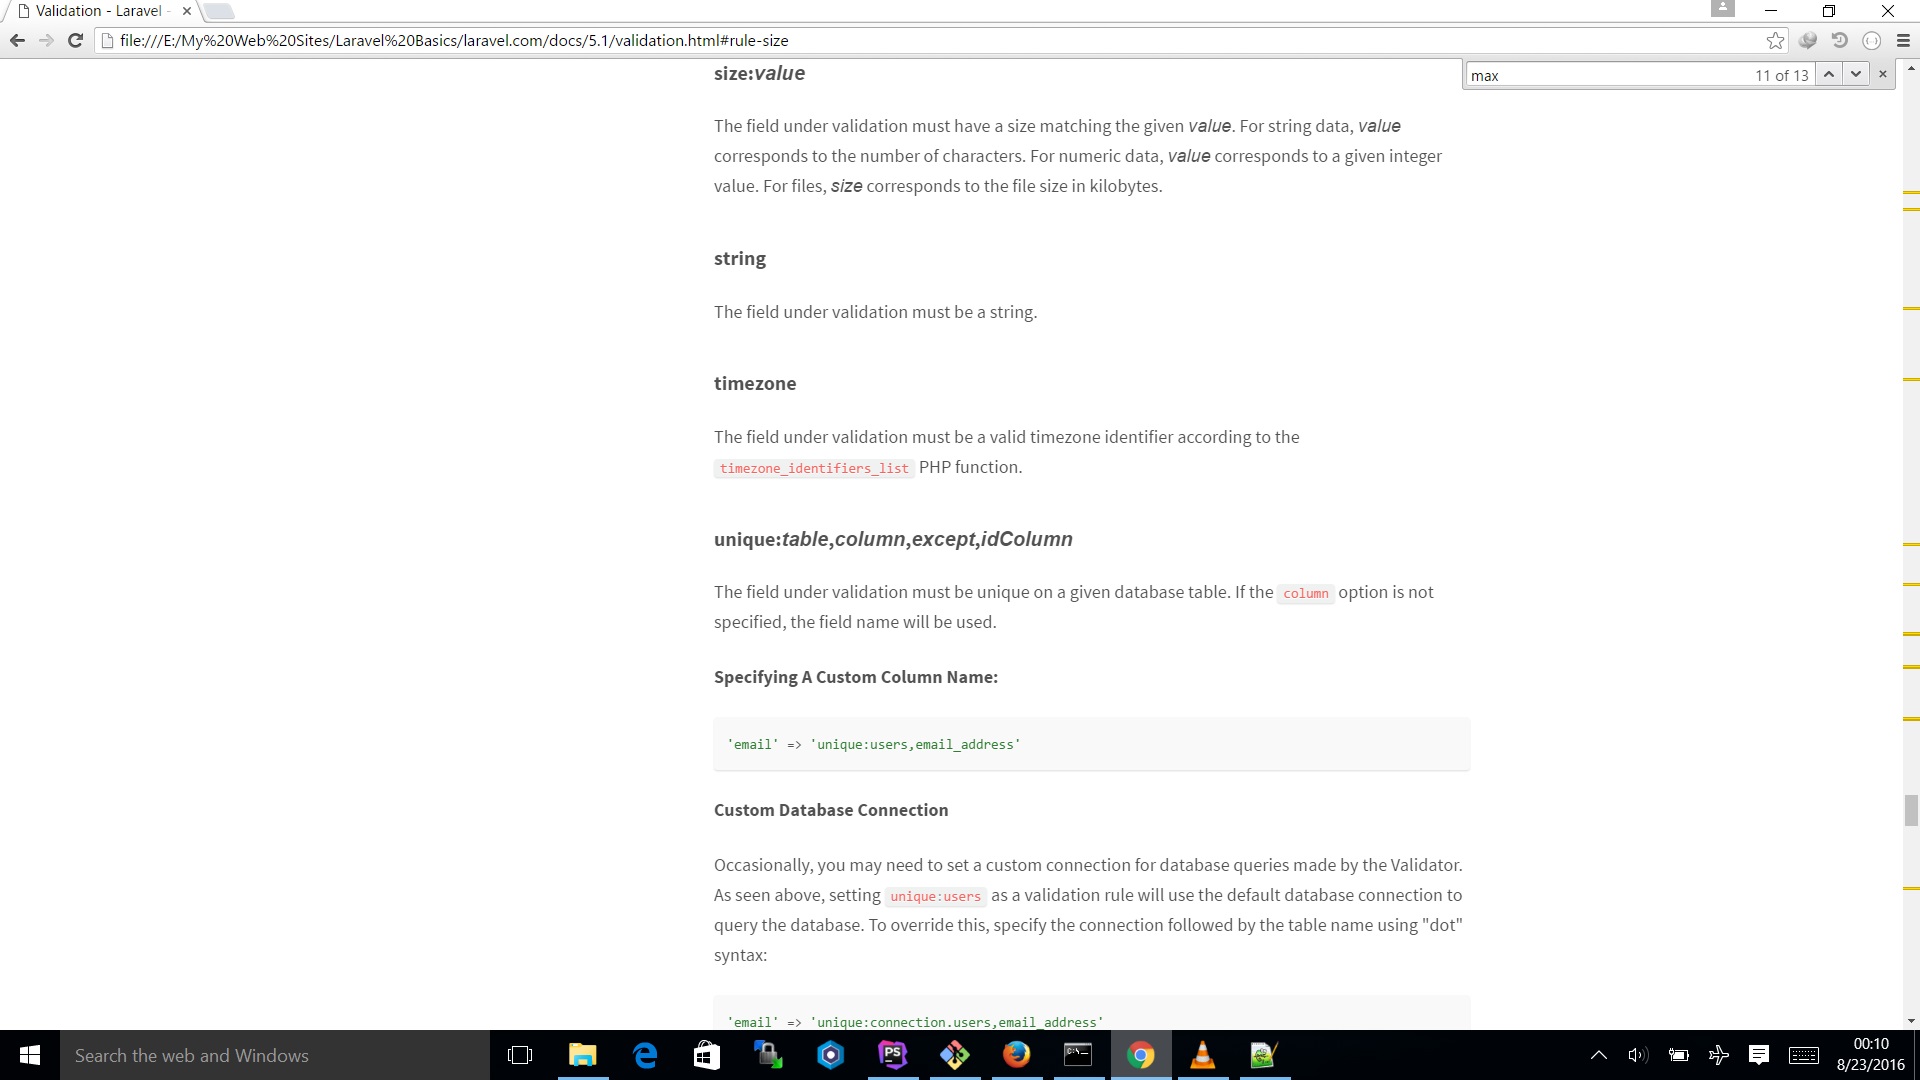 Validation - Laravel -
file:///E:/My%20Web%20Sites/Laravel%20Basics/laravel.com/docs/5.1/validation.html#rule-size
max 11 of 13
size:value
The field under validation must have a size matching the given value. For string data, value
corresponds to the number of characters. For numeric data, value corresponds to a given integer
value. For files, size corresponds to the file size in kilobytes.
string
The field under validation must be a string.
timezone
The field under validation must be a valid timezone identifier according to the
timezone_identifiers_list PHP function.
unique:table,column,except,idColumn
The field under validation must be unique on a given database table. If the column option is not
specified, the field name will be used.
Specifying A Custom Column Name:
'email' => 'unique:users,email_address'
Custom Database Connection
Occasionally, you may need to set a custom connection for database queries made by the Validator.
As seen above, setting unique:users as a validation rule will use the default database connection to
query the database. To override this, specify the connection followed by the table name using "dot"
syntax:
'email' => 'unique:connection.users,email_address'
Search the web and Windows
PS
C:\_
00:10
8/23/2016